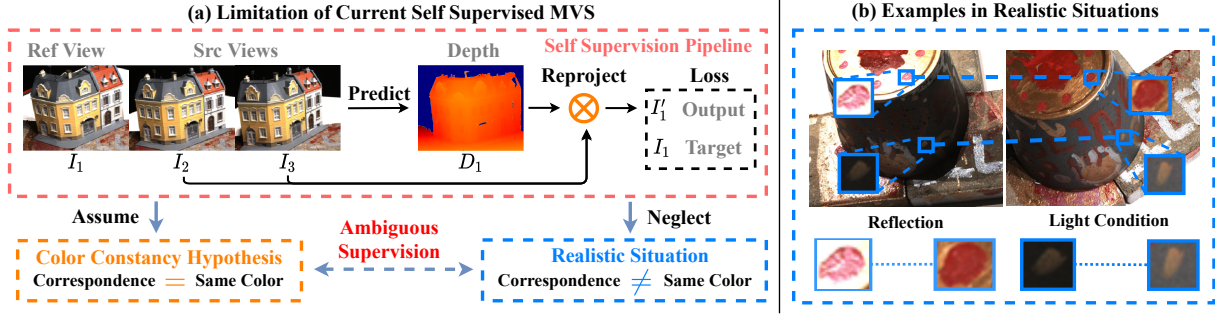 (a) Limitation of Current Self Supervised MVS
Ref View
Src Views
Depth
Self Supervision Pipeline
Predict
Reproject
Loss
I′₁ Output
I₁ Target
I₁
I₂
I₃
D₁
Assume
Neglect
Ambiguous
Supervision
Color Constancy Hypothesis
Correspondence = Same Color
Realistic Situation
Correspondence ≠ Same Color
(b) Examples in Realistic Situations
Reflection
Light Condition